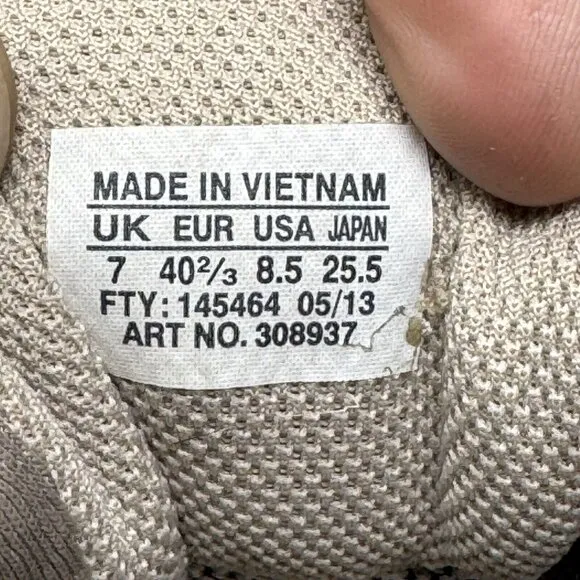 MADE IN VIETNAM
UK EUR USA JAPAN
7 40²/₃ 8.5 25.5
FTY: 145464 05/13
ART NO. 308937